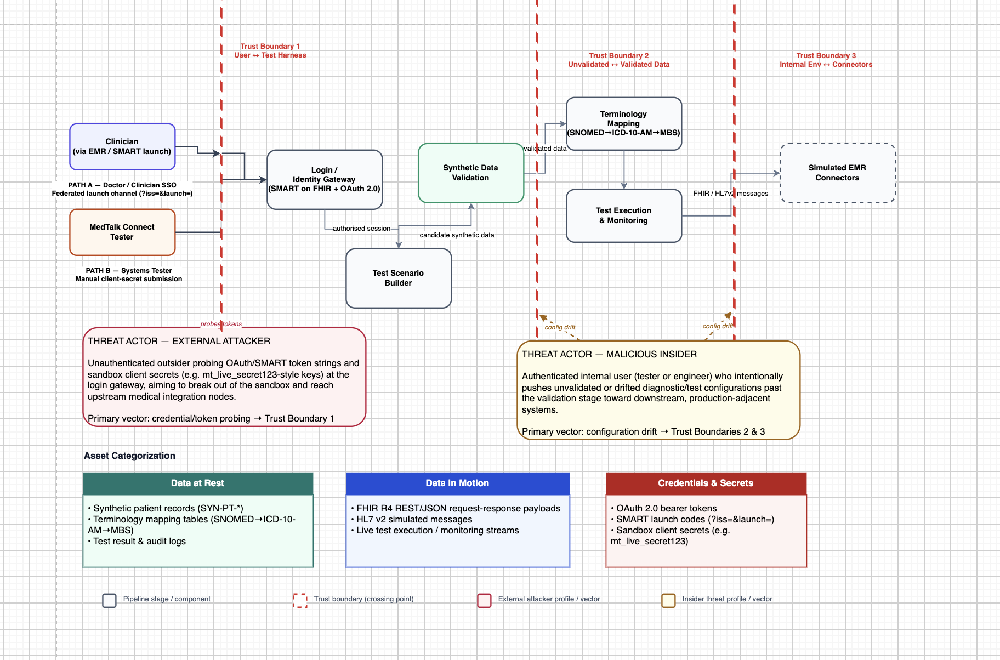 Trust Boundary 1
User ↔ Test Harness
Trust Boundary 2
Unvalidated ↔ Validated Data
Trust Boundary 3
Internal Env ↔ Connectors
Clinician
(via EMR / SMART launch)
PATH A — Doctor / Clinician SSO
Federated launch channel (?iss=&launch=)
MedTalk Connect
Tester
PATH B — Systems Tester
Manual client-secret submission
Login /
Identity Gateway
(SMART on FHIR + OAuth 2.0)
authorised session
Test Scenario
Builder
candidate synthetic data
Synthetic Data
Validation
validated data
Terminology
Mapping
(SNOMED→ICD-10-AM→MBS)
Test Execution
& Monitoring
FHIR / HL7v2 messages
Simulated EMR
Connectors
probes tokens
THREAT ACTOR — EXTERNAL ATTACKER
Unauthenticated outsider probing OAuth/SMART token strings and
sandbox client secrets (e.g. mt_live_secret123-style keys) at the
login gateway, aiming to break out of the sandbox and reach
upstream medical integration nodes.
Primary vector: credential/token probing → Trust Boundary 1
config drift
config drift
THREAT ACTOR — MALICIOUS INSIDER
Authenticated internal user (tester or engineer) who intentionally
pushes unvalidated or drifted diagnostic/test configurations past
the validation stage toward downstream, production-adjacent
systems.
Primary vector: configuration drift → Trust Boundaries 2 & 3
Asset Categorization
Data at Rest
• Synthetic patient records (SYN-PT-*)
• Terminology mapping tables (SNOMED→ICD-10-
AM→MBS)
• Test result & audit logs
Data in Motion
• FHIR R4 REST/JSON request-response payloads
• HL7 v2 simulated messages
• Live test execution / monitoring streams
Credentials & Secrets
• OAuth 2.0 bearer tokens
• SMART launch codes (?iss=&launch=)
• Sandbox client secrets (e.g.
mt_live_secret123)
Pipeline stage / component
Trust boundary (crossing point)
External attacker profile / vector
Insider threat profile / vector